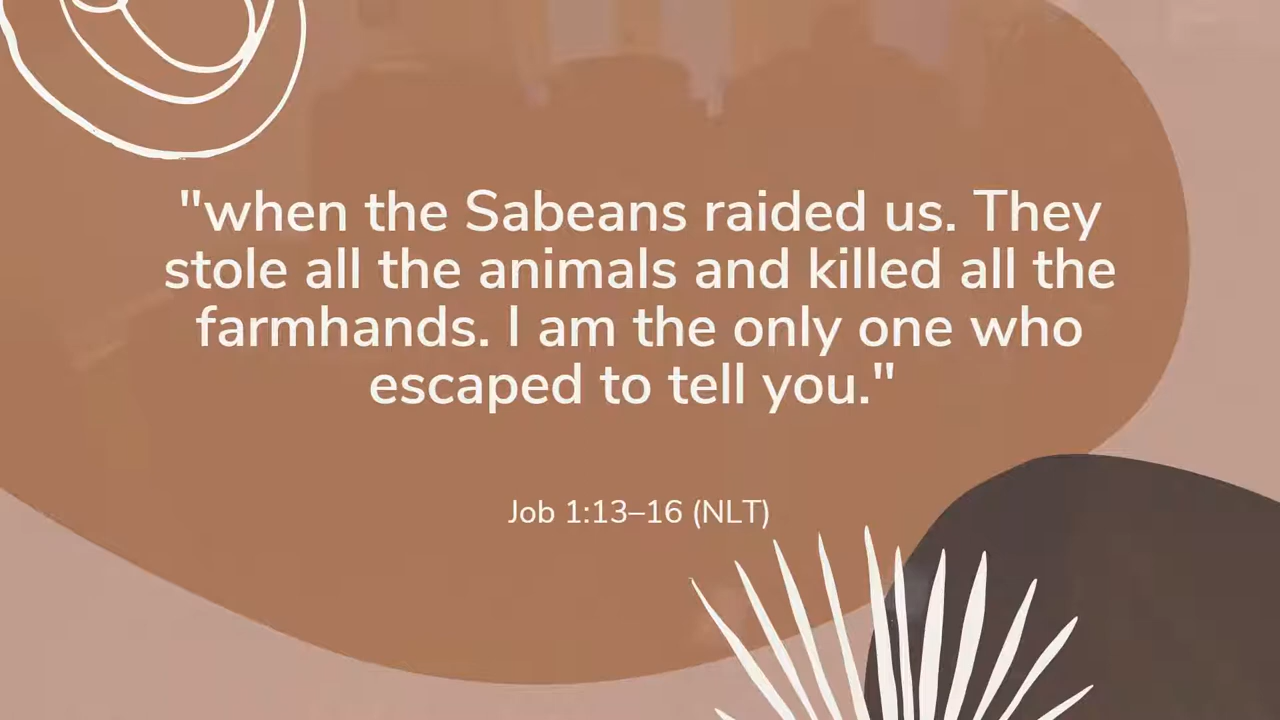 "when the Sabeans raided us. They
stole all the animals and killed all the
farmhands. I am the only one who
escaped to tell you."
Job 1:13–16 (NLT)